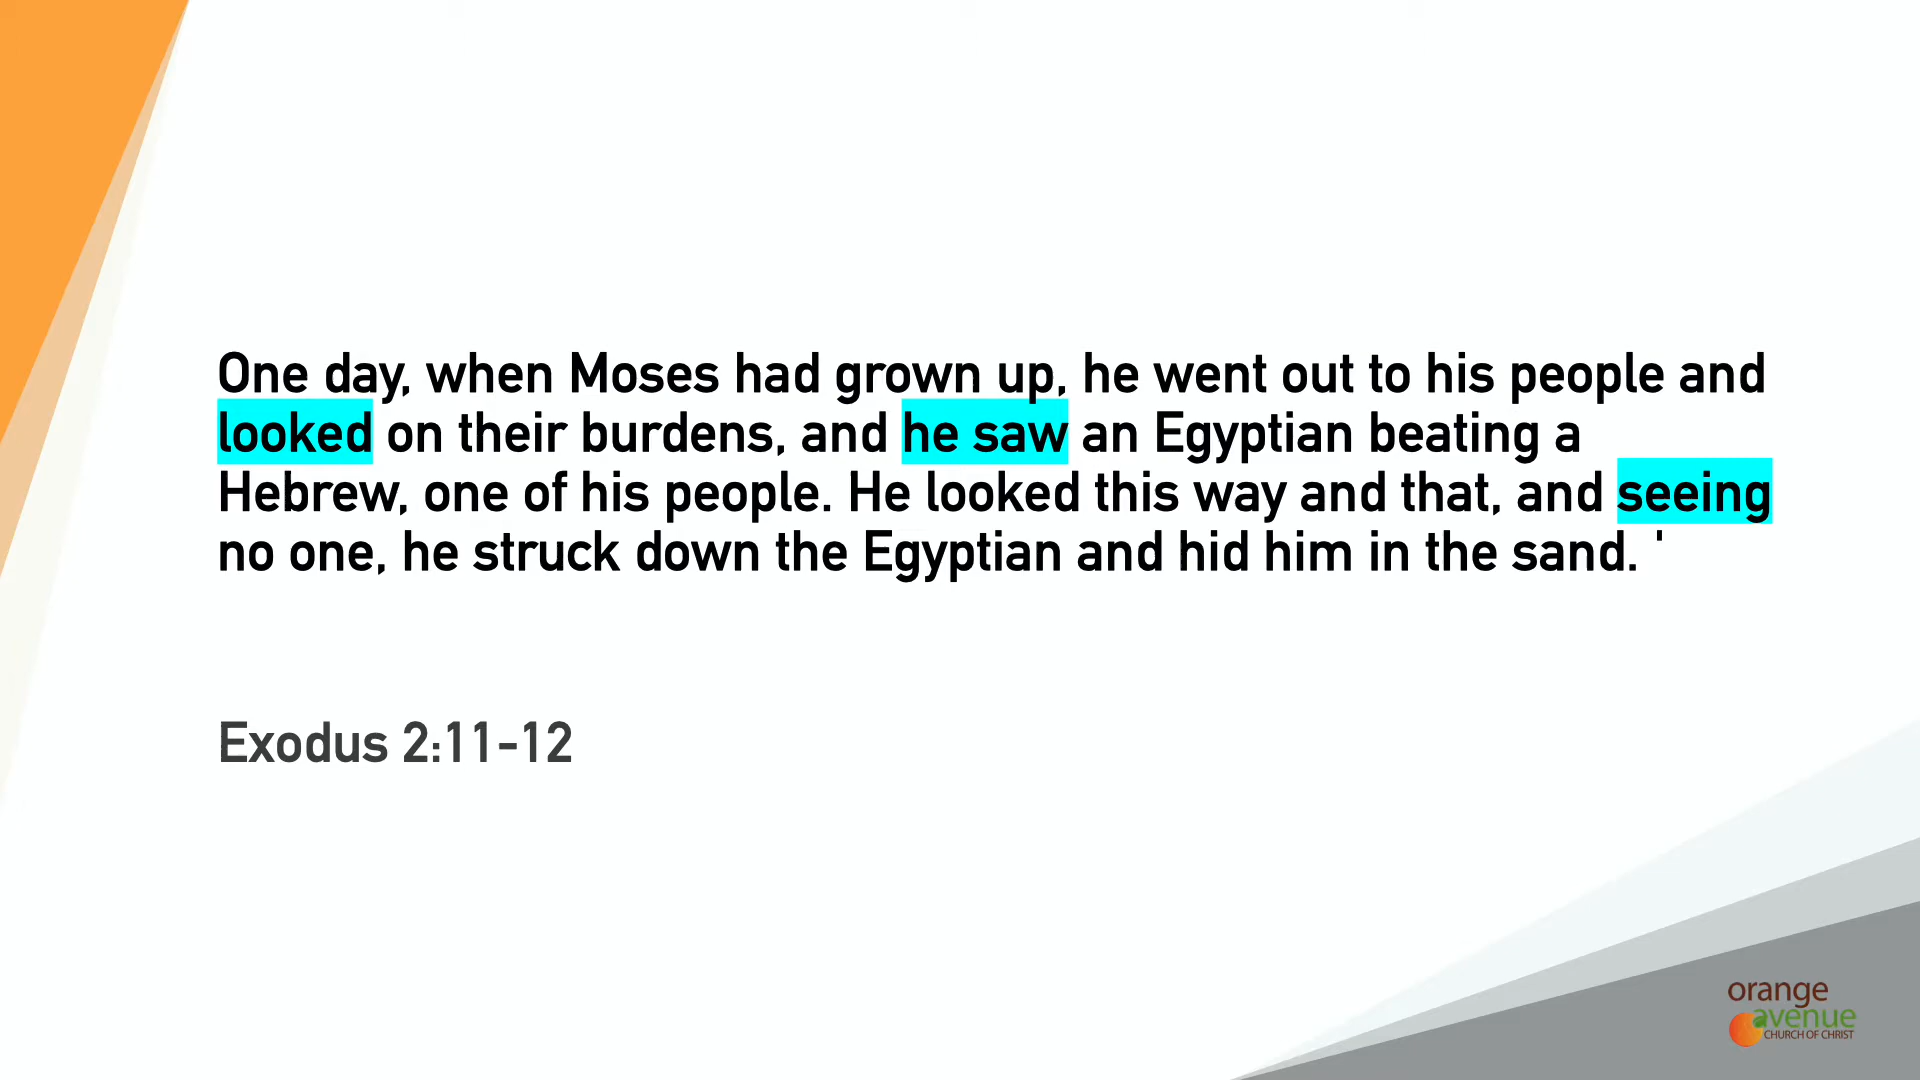 One day, when Moses had grown up, he went out to his people and
looked on their burdens, and he saw an Egyptian beating a
Hebrew, one of his people. He looked this way and that, and seeing
no one, he struck down the Egyptian and hid him in the sand. '
Exodus 2:11-12
orange
avenue
CHURCH OF CHRIST